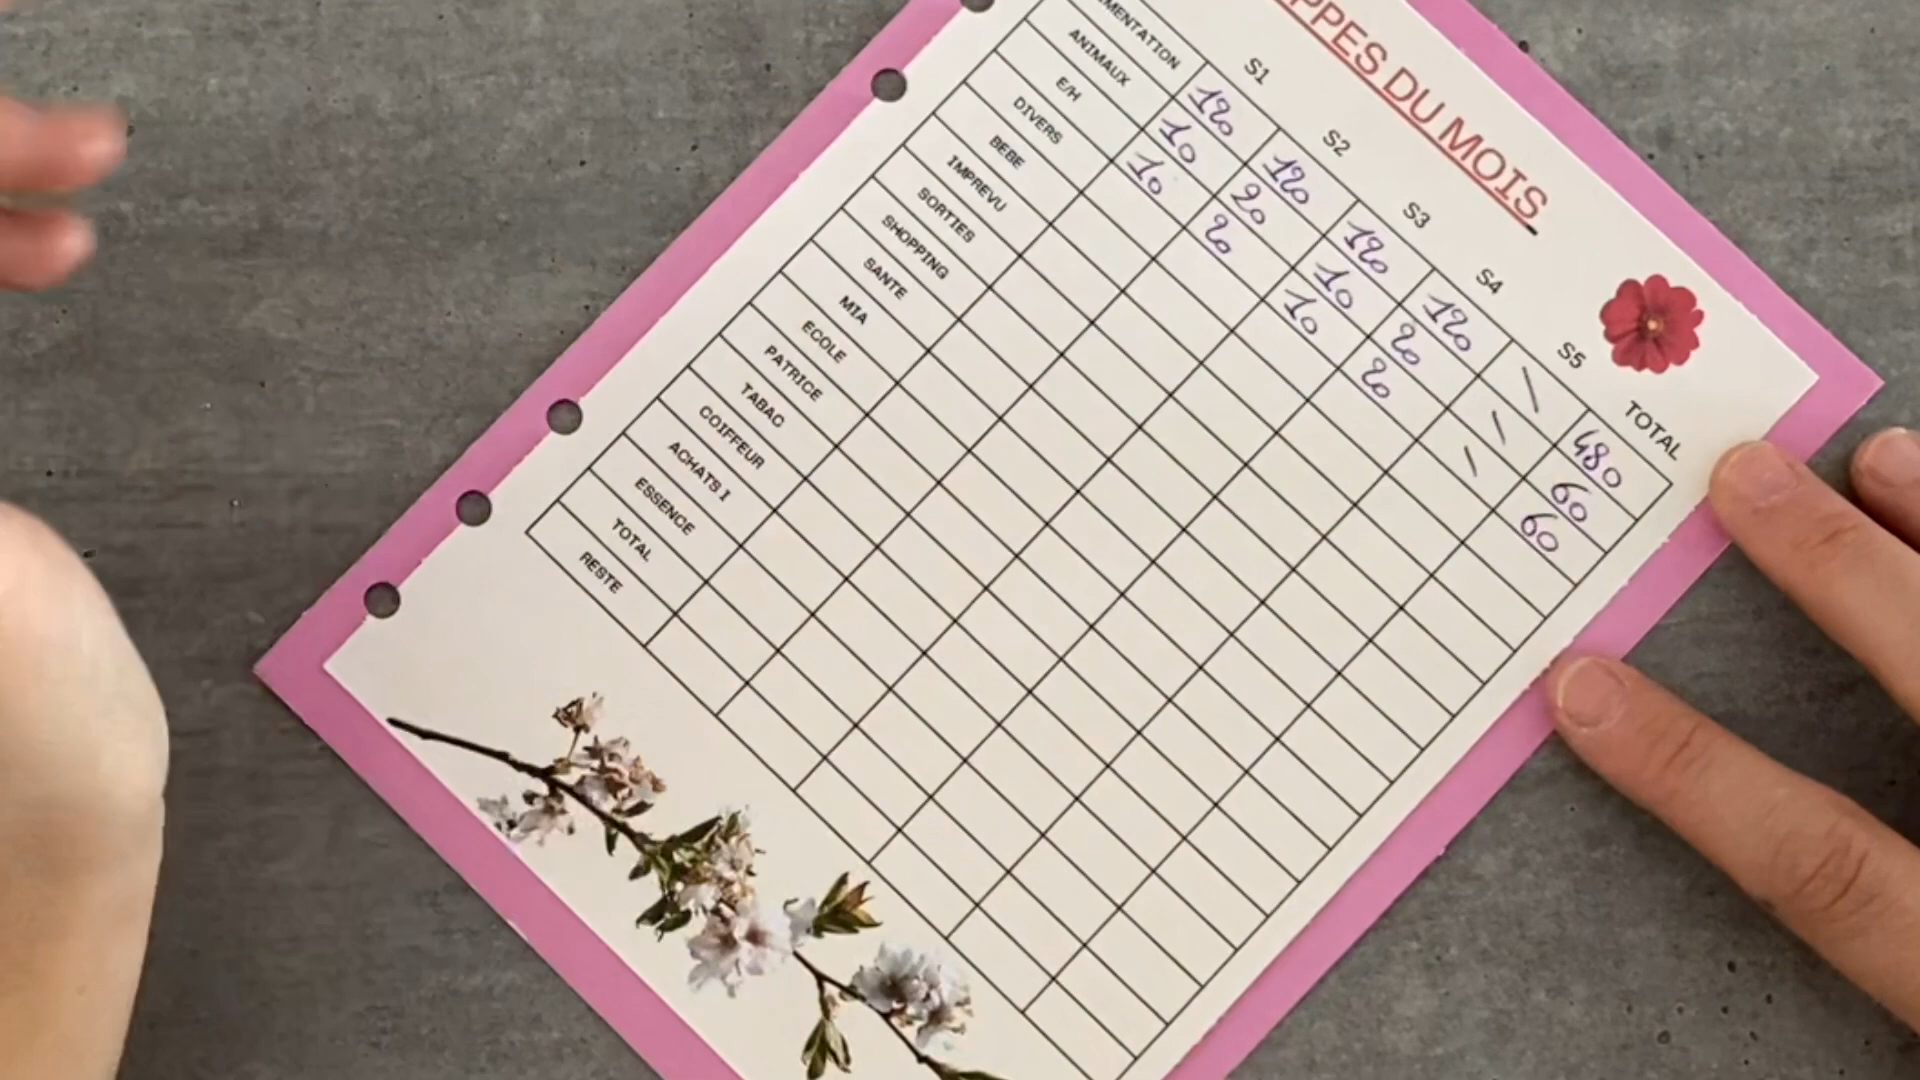 PPES DU MOIS
S1 S2 S3 S4 S5 TOTAL
MENTATION 120 120 120 120 \ 480
ANIMAUX 10 20 10 20 \ 60
E/H 10 20 10 20 \ 60
DIVERS
BEBE
IMPREVU
SORTIES
SHOPPING
SANTE
MIA
ECOLE
PATRICE
TABAC
COIFFEUR
ACHATS I
ESSENCE
TOTAL
RESTE